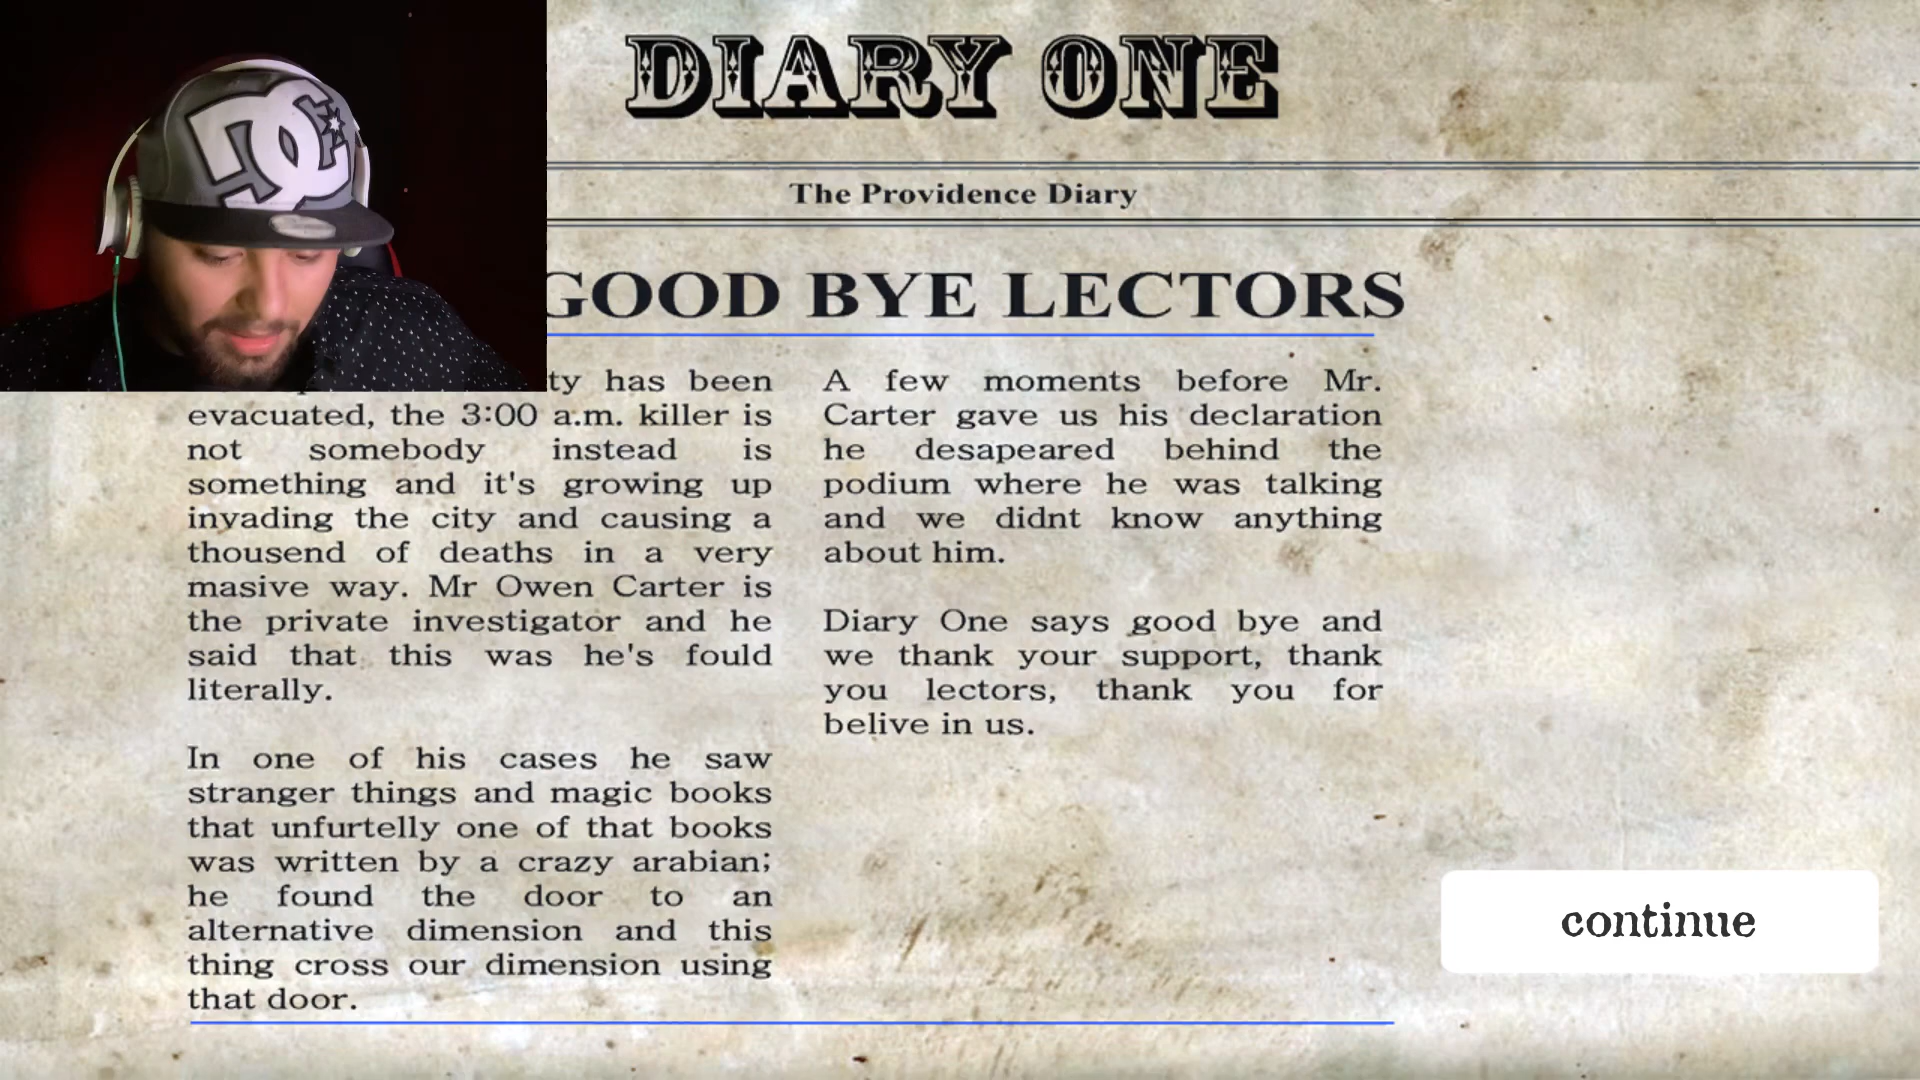 DC
DIARY ONE
The Providence Diary
GOOD BYE LECTORS
has been
evacuated, the 3:00 a.m. killer is
not somebody instead is
something and it's growing up
invading the city and causing a
thousend of deaths in a very
masive way. Mr Owen Carter is
the private investigator and he
said that this was he's fould
literally.
In one of his cases he saw
stranger things and magic books
that unfurtelly one of that books
was written by a crazy arabian;
he found the door to an
alternative dimension and this
thing cross our dimension using
that door.
A few moments before Mr.
Carter gave us his declaration
he desapeared behind the
podium where he was talking
and we didnt know anything
about him.
Diary One says good bye and
we thank your support, thank
you lectors, thank you for
belive in us.
continue